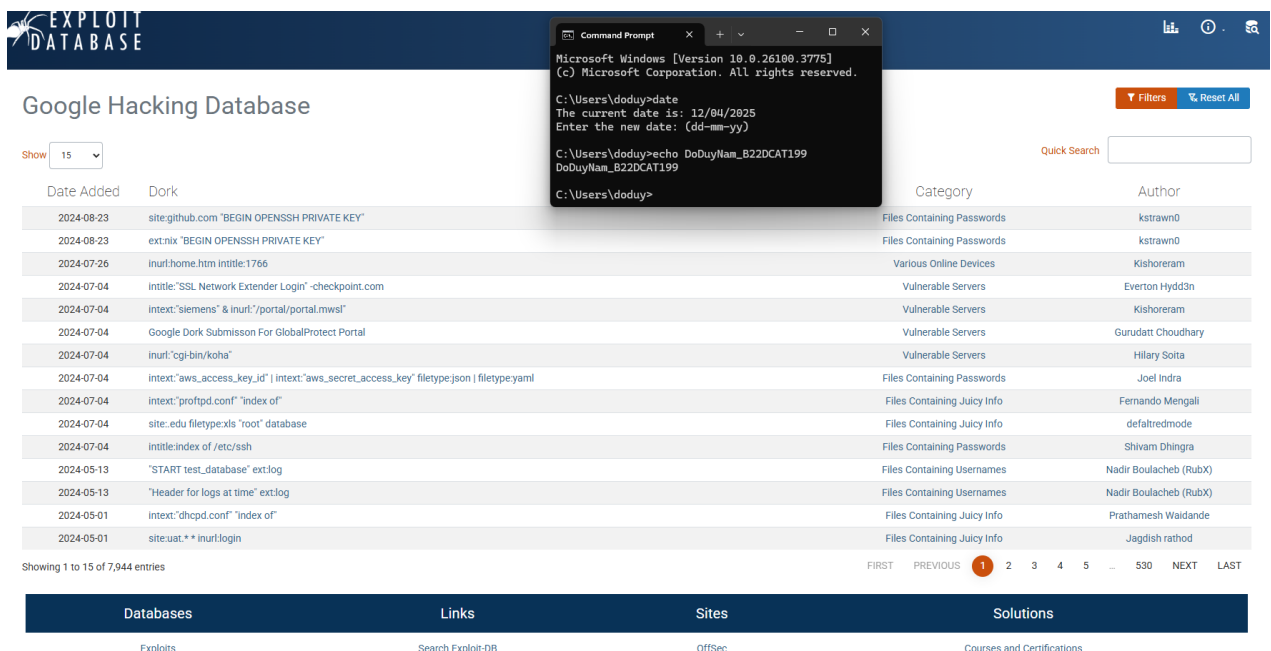 EXPLOIT
DATABASE
Command Prompt
Microsoft Windows [Version 10.0.26100.3775]
(c) Microsoft Corporation. All rights reserved.
C:\Users\doduy>date
The current date is: 12/04/2025
Enter the new date: (dd-mm-yy)
C:\Users\doduy>echo DoDuyNam_B22DCAT199
DoDuyNam_B22DCAT199
C:\Users\doduy>
Google Hacking Database
Filters Reset All
Show 15
Quick Search
Date Added Dork Category Author
2024-08-23 site:github.com "BEGIN OPENSSH PRIVATE KEY" Files Containing Passwords kstrawn0
2024-08-23 ext:nix "BEGIN OPENSSH PRIVATE KEY" Files Containing Passwords kstrawn0
2024-07-26 inurl:home.htm intitle:1766 Various Online Devices Kishoreram
2024-07-04 intitle:"SSL Network Extender Login" -checkpoint.com Vulnerable Servers Everton Hydd3n
2024-07-04 intext:"siemens" & inurl:"/portal/portal.mwsl" Vulnerable Servers Kishoreram
2024-07-04 Google Dork Submisson For GlobalProtect Portal Vulnerable Servers Gurudatt Choudhary
2024-07-04 inurl:"cgi-bin/koha" Vulnerable Servers Hilary Soita
2024-07-04 intext:"aws_access_key_id" | intext:"aws_secret_access_key" filetype:json | filetype:yaml Files Containing Passwords Joel Indra
2024-07-04 intext:"proftpd.conf" "index of" Files Containing Juicy Info Fernando Mengali
2024-07-04 site:.edu filetype:xls "root" database Files Containing Juicy Info defaltredmode
2024-07-04 intitle:index of /etc/ssh Files Containing Passwords Shivam Dhingra
2024-05-13 "START test_database" ext:log Files Containing Usernames Nadir Boulacheb (RubX)
2024-05-13 "Header for logs at time" ext:log Files Containing Usernames Nadir Boulacheb (RubX)
2024-05-01 intext:"dhcpd.conf" "index of" Files Containing Juicy Info Prathamesh Waidande
2024-05-01 site:uat.* * inurl:login Files Containing Juicy Info Jagdish rathod
Showing 1 to 15 of 7,944 entries
FIRST PREVIOUS 1 2 3 4 5 … 530 NEXT LAST
Databases Links Sites Solutions
Exploits Search Exploit-DB OffSec Courses and Certifications